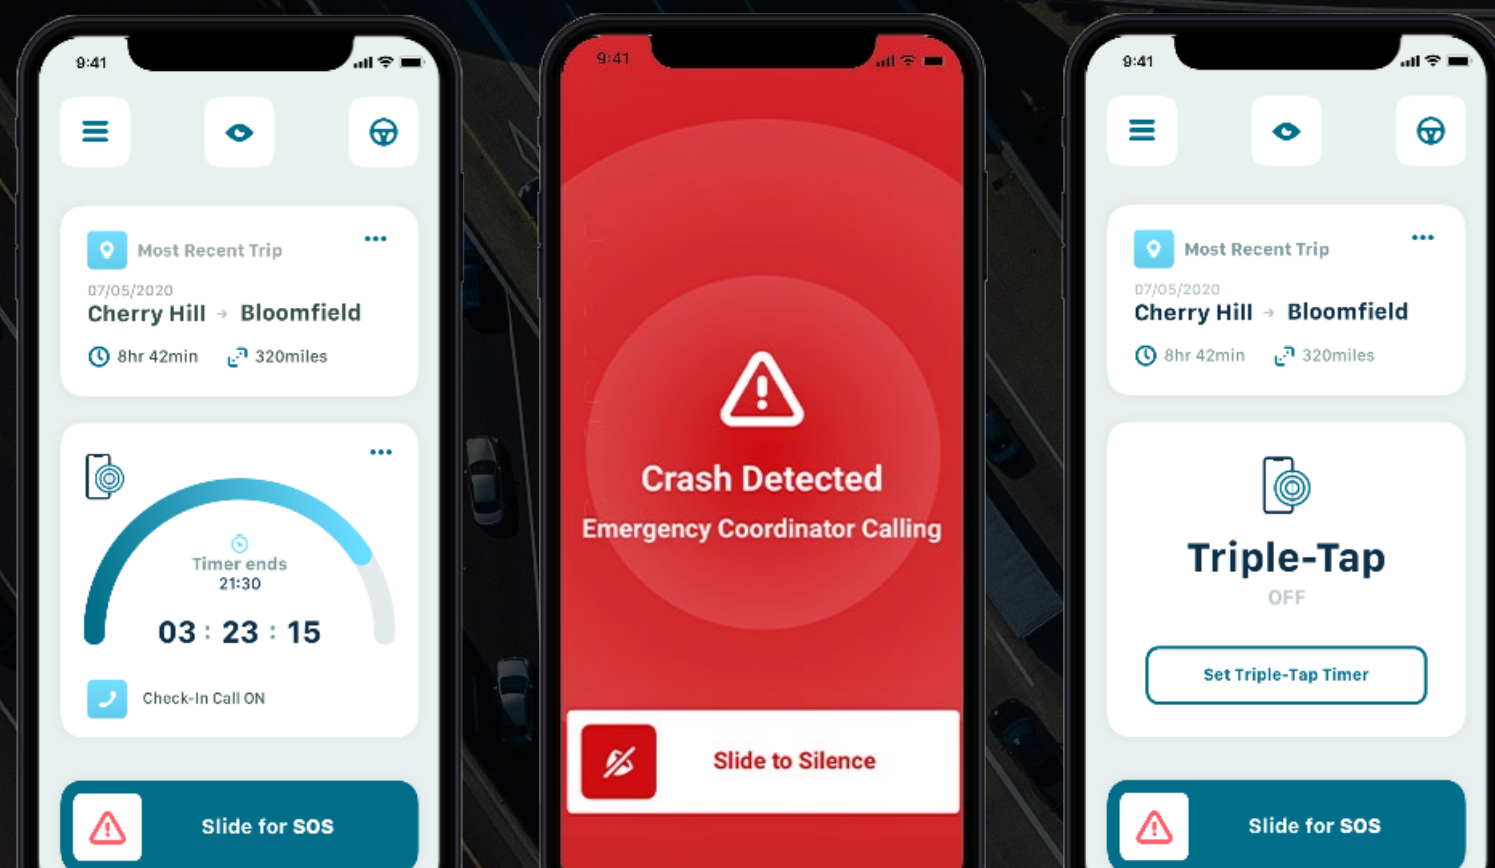 9:41
Most Recent Trip
07/05/2020
Cherry Hill → Bloomfield
8hr 42min 320miles
Timer ends
21:30
03 : 23 : 15
Check-In Call ON
Slide for SOS
9:41
Crash Detected
Emergency Coordinator Calling
Slide to Silence
9:41
Most Recent Trip
07/05/2020
Cherry Hill → Bloomfield
8hr 42min 320miles
Triple-Tap
OFF
Set Triple-Tap Timer
Slide for SOS